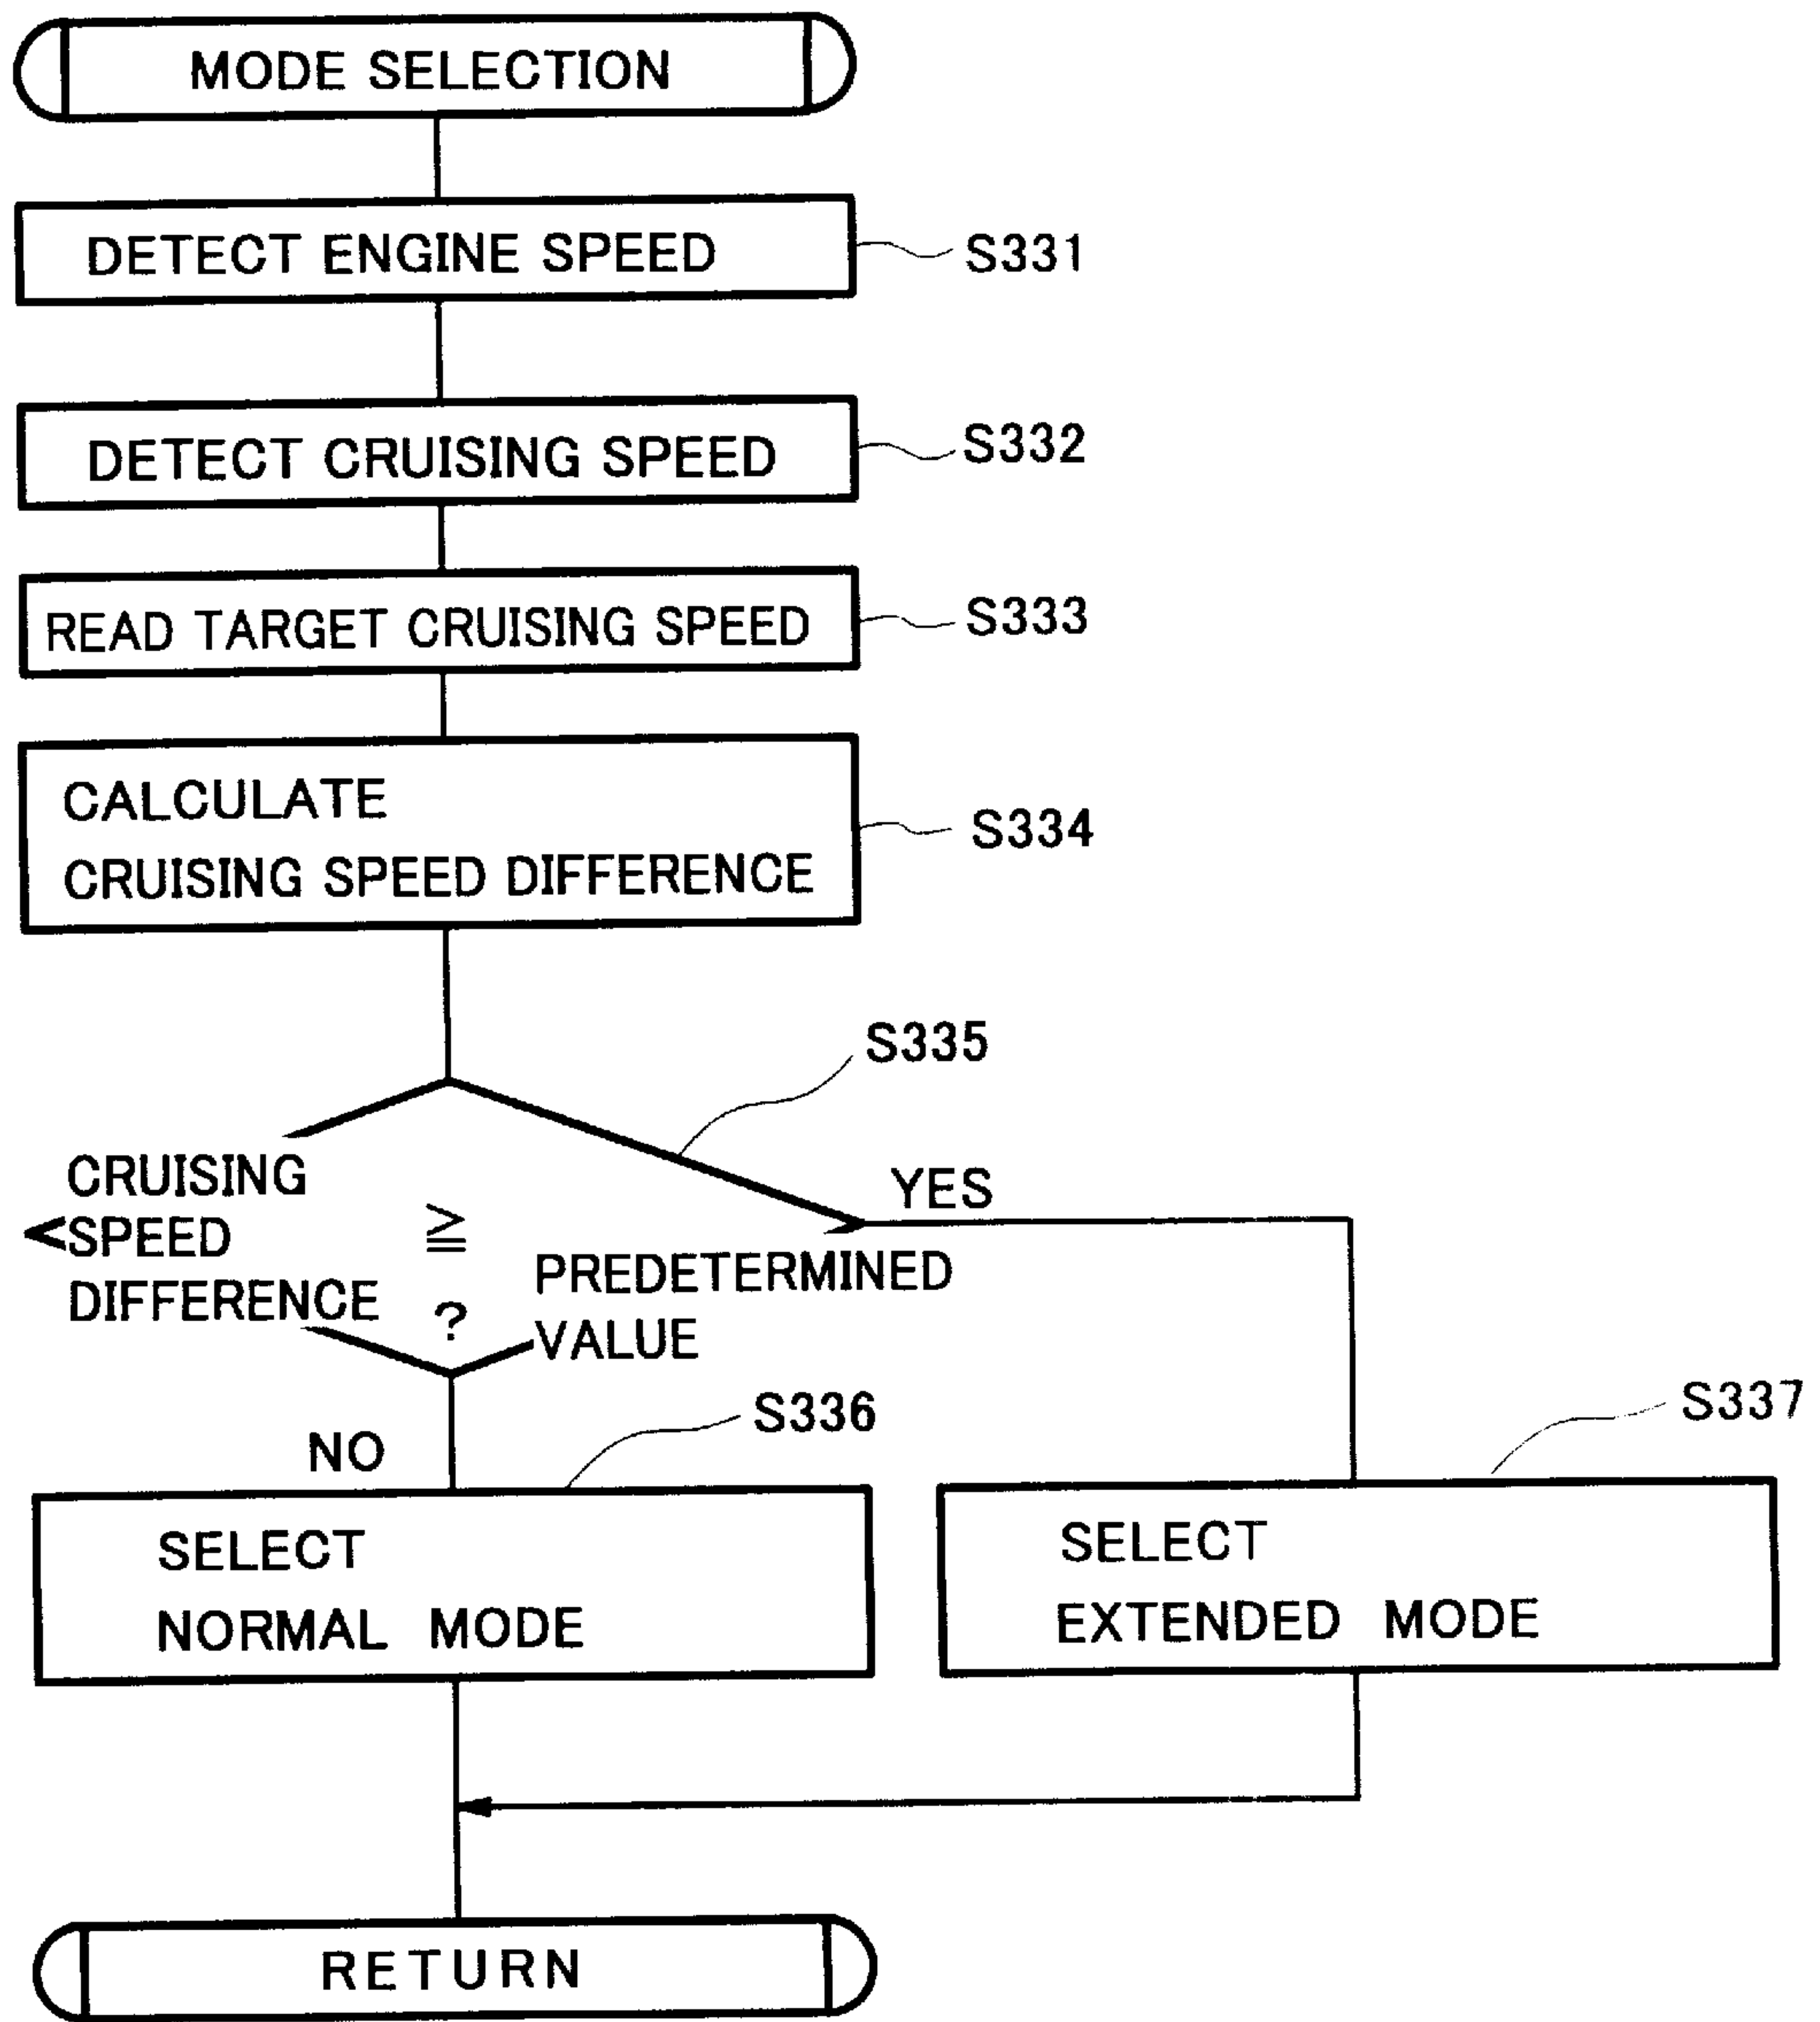 MODE SELECTION
DETECT ENGINE SPEED
S331
DETECT CRUISING SPEED
S332
READ TARGET CRUISING SPEED
S333
CALCULATE
CRUISING SPEED DIFFERENCE
S334
S335
CRUISING
SPEED
DIFFERENCE
≧
?
PREDETERMINED
VALUE
YES
NO
S336
S337
SELECT
NORMAL MODE
SELECT
EXTENDED MODE
RETURN